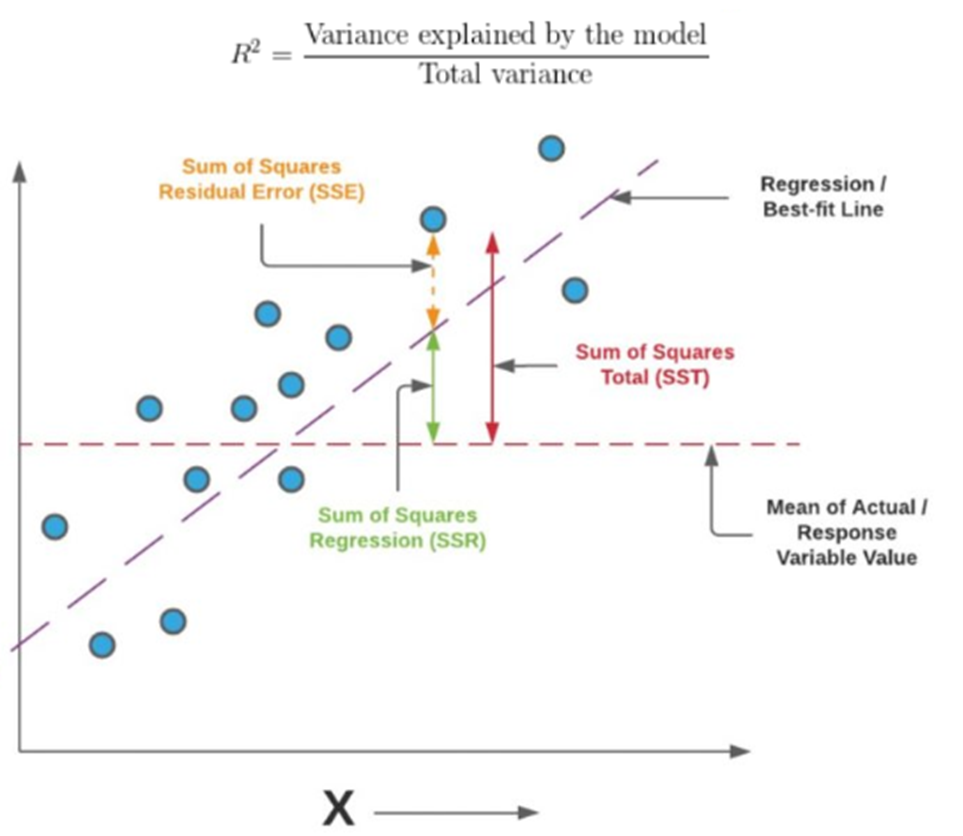 R² = Variance explained by the model / Total variance
Sum of Squares
Residual Error (SSE)
Regression /
Best-fit Line
Sum of Squares
Total (SST)
Sum of Squares
Regression (SSR)
Mean of Actual /
Response
Variable Value
X